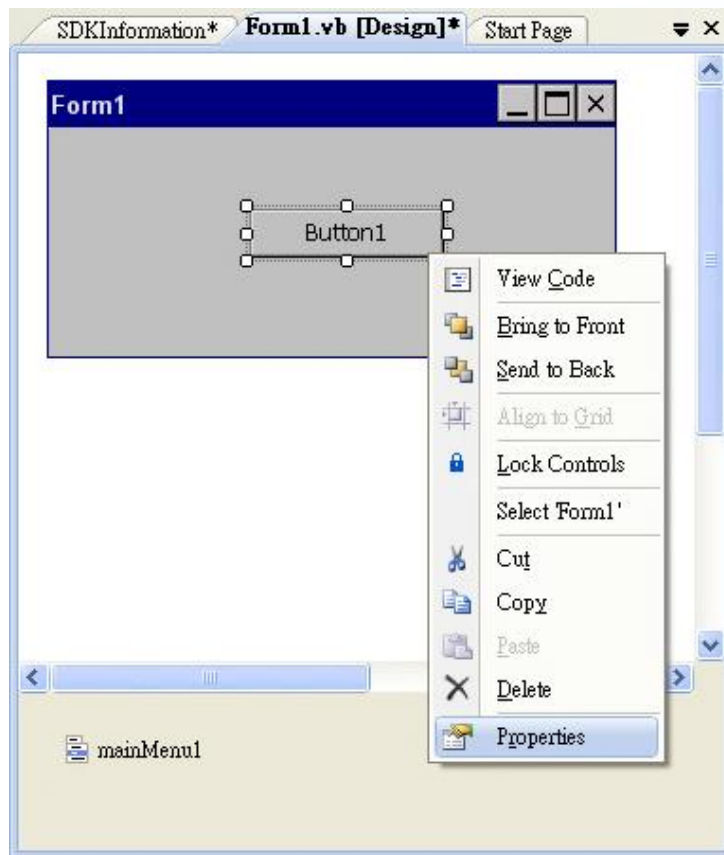 SDKInformation* Form1.vb [Design]* Start Page
Form1
Button1
View Code
Bring to Front
Send to Back
Align to Grid
Lock Controls
Select 'Form1'
Cut
Copy
Paste
Delete
Properties
mainMenu1